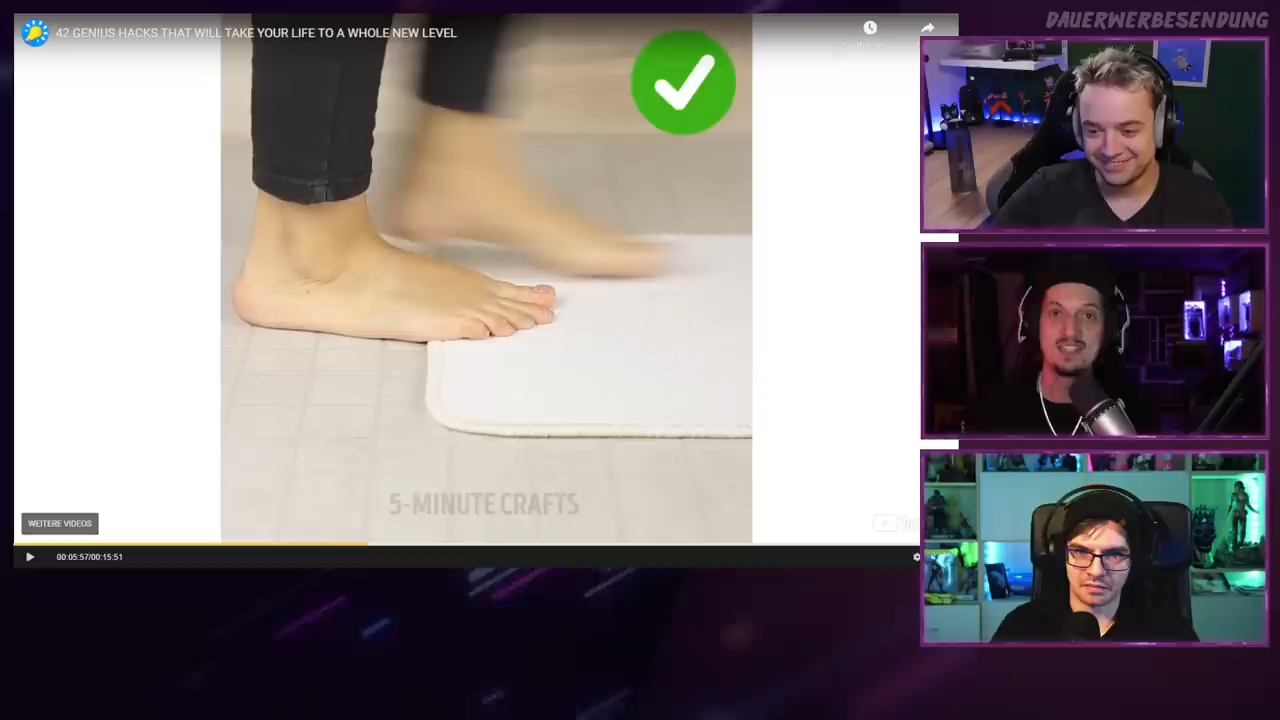 42 GENIUS HACKS THAT WILL TAKE YOUR LIFE TO A WHOLE NEW LEVEL
DAUERWERBESENDUNG
5-MINUTE CRAFTS
WEITERE VIDEOS
00:05:57/00:15:51